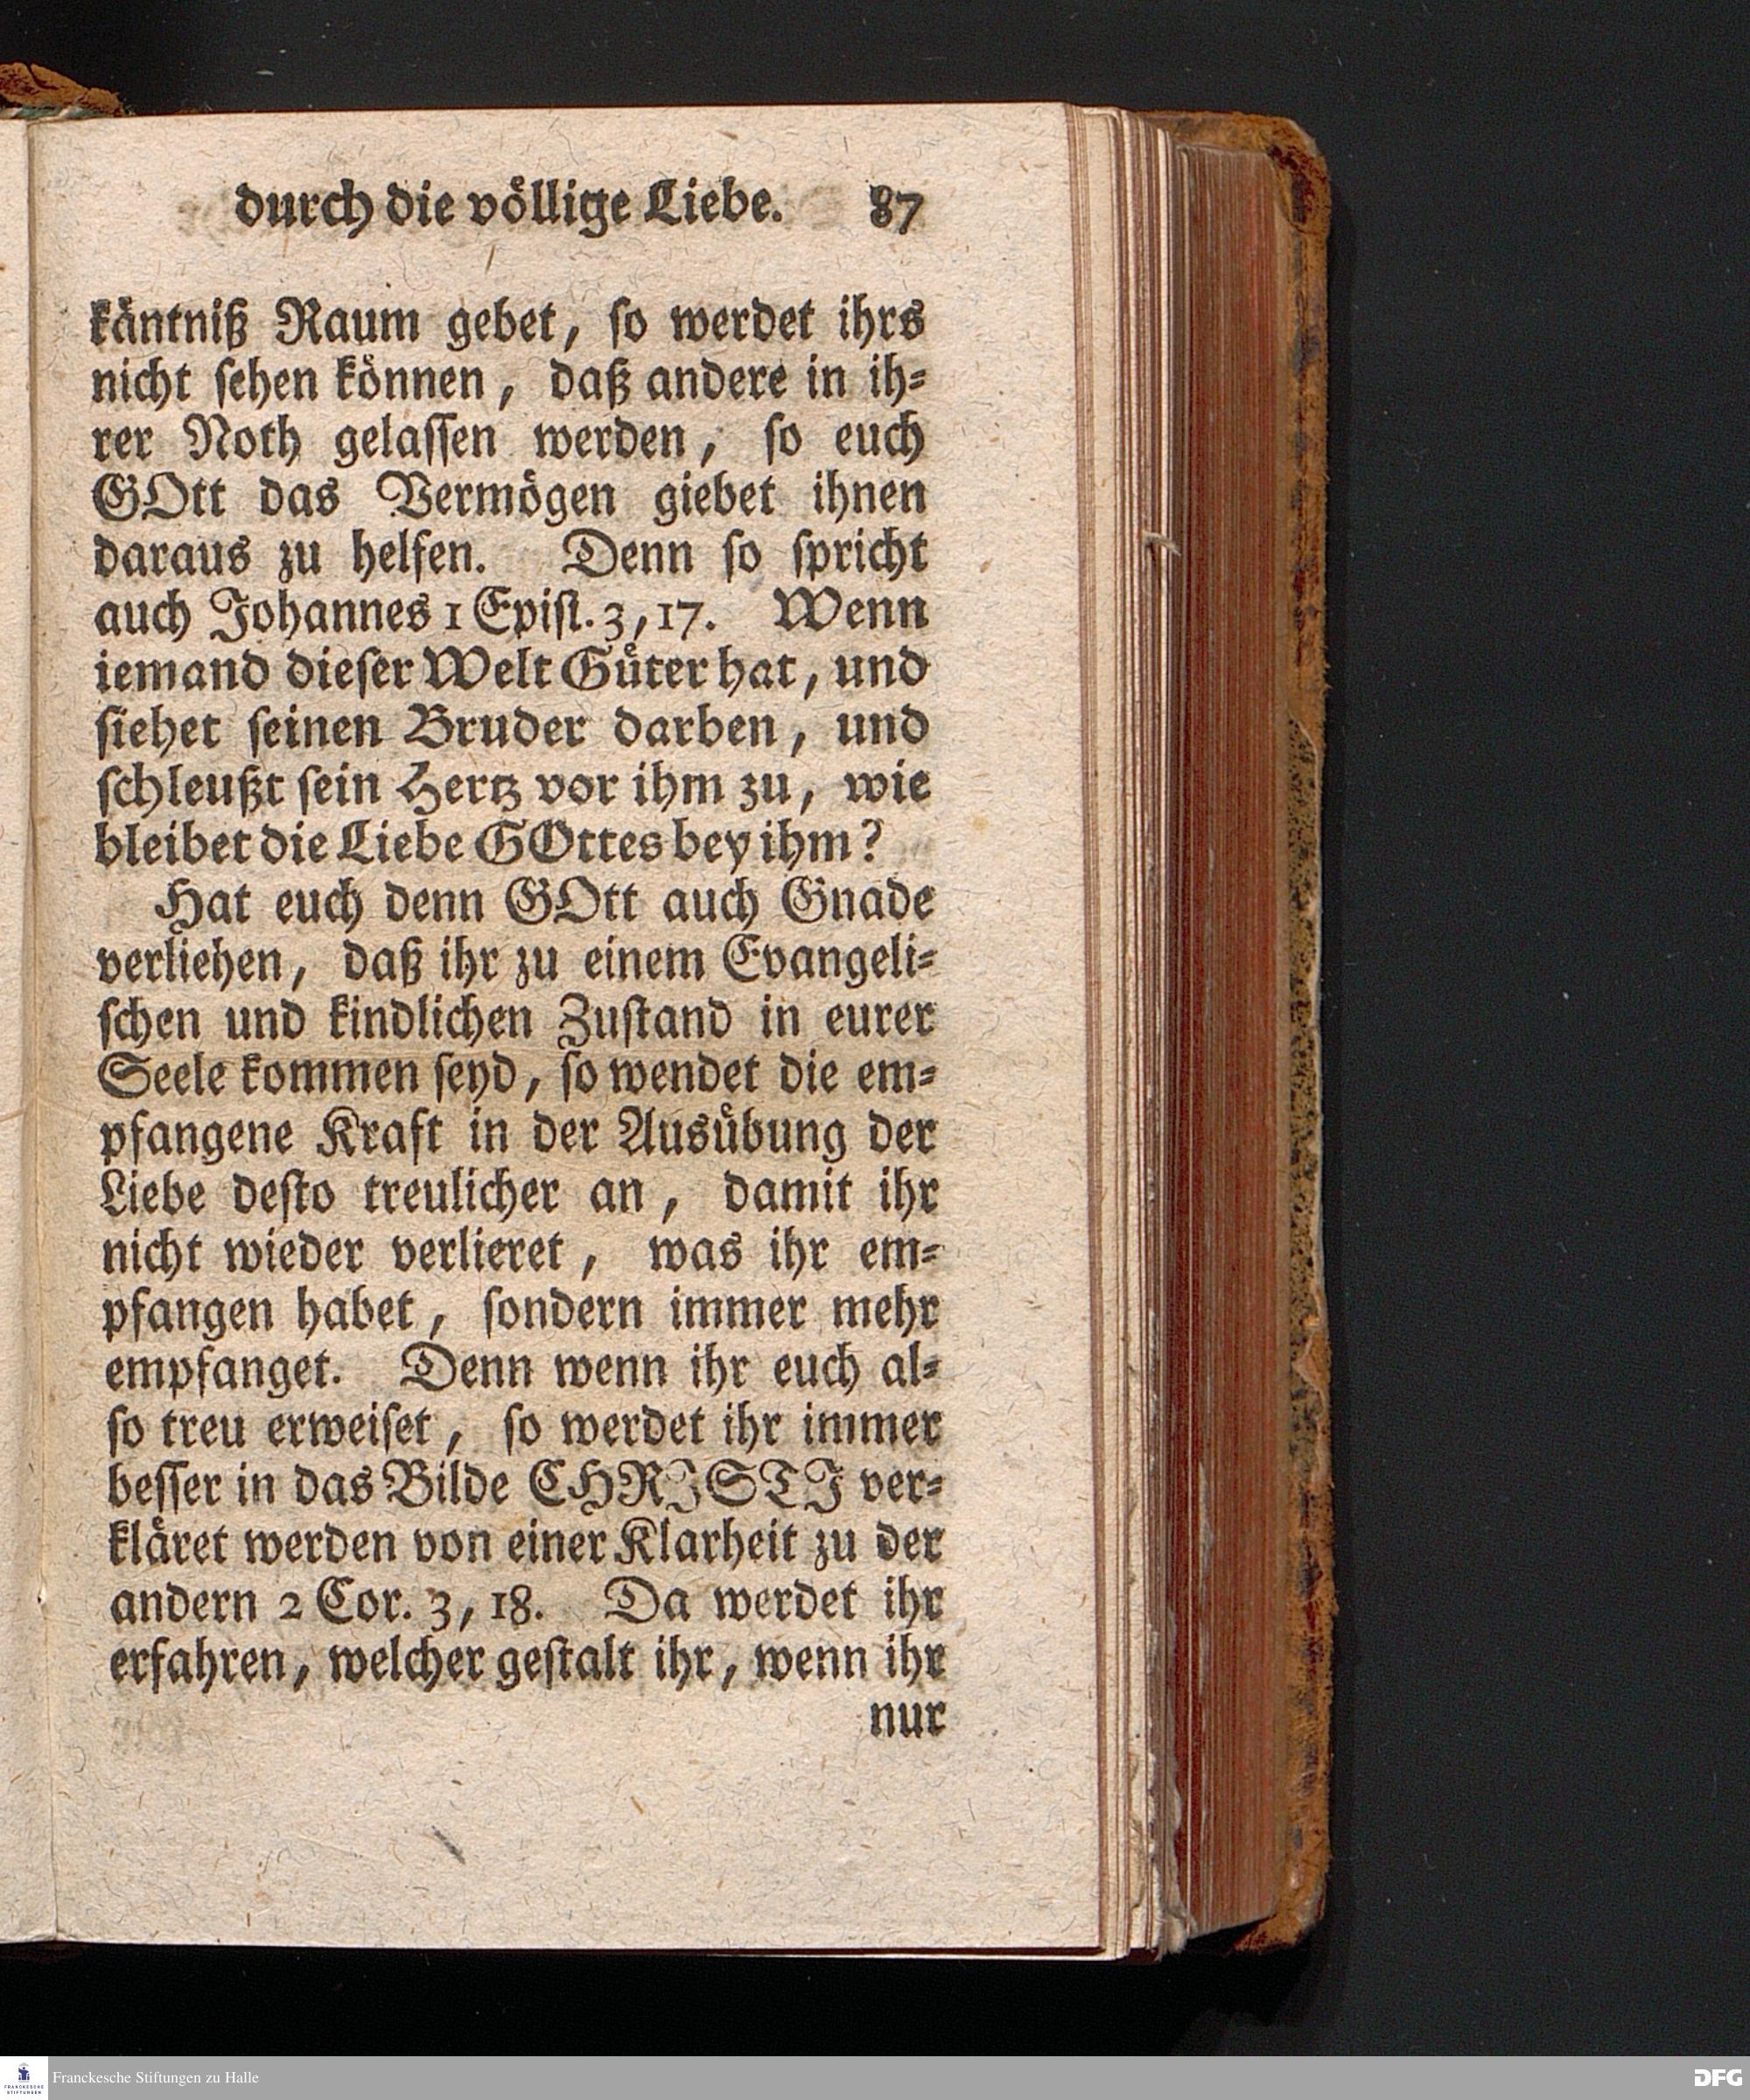 durch die völlige Liebe. 87
käntniß Raum gebet, ſo werdet ihrs
nicht ſehen können, daß andere in ih⸗
rer Noth gelaſſen werden, ſo euch
GOtt das Vermögen giebet ihnen
daraus zu helfen. Denn ſo ſpricht
auch Johannes 1 Epiſt. 3, 17. Wenn
iemand dieſer Welt Güter hat, und
ſiehet ſeinen Bruder darben, und
ſchleußt ſein Hertz vor ihm zu, wie
bleibet die Liebe GOttes bey ihm?
Hat euch denn GOtt auch Gnade
verliehen, daß ihr zu einem Evangeli⸗
ſchen und kindlichen Zuſtand in eurer
Seele kommen ſeyd, ſo wendet die em⸗
pfangene Kraft in der Ausübung der
Liebe deſto treulicher an, damit ihr
nicht wieder verlieret, was ihr em⸗
pfangen habet, ſondern immer mehr
empfanget. Denn wenn ihr euch al⸗
ſo treu erweiſet, ſo werdet ihr immer
beſſer in das Bilde CHRISTI ver⸗
kläret werden von einer Klarheit zu der
andern 2 Cor. 3, 18. Da werdet ihr
erfahren, welcher geſtalt ihr, wenn ihr
nur
FRANCKESCHE
STIFTUNGEN
Franckesche Stiftungen zu Halle
DFG